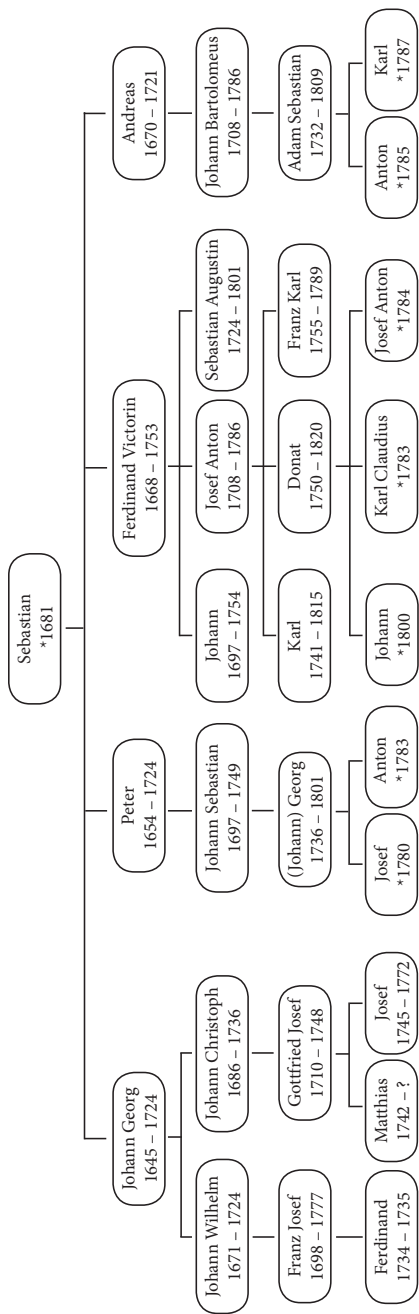 Sebastian
*1681
Johann Georg
1645 – 1724
Peter
1654 – 1724
Ferdinand Victorin
1668 – 1753
Andreas
1670 – 1721
Johann Wilhelm
1671 – 1724
Johann Christoph
1686 – 1736
Johann Sebastian
1697 – 1749
Johann
1697 – 1754
Josef Anton
1708 – 1786
Sebastian Augustin
1724 – 1801
Johann Bartolomeus
1708 – 1786
Franz Josef
1698 – 1777
Gottfried Josef
1710 – 1748
(Johann) Georg
1736 – 1801
Karl
1741 – 1815
Donat
1750 – 1820
Franz Karl
1755 – 1789
Adam Sebastian
1732 – 1809
Ferdinand
1734 – 1735
Matthias
1742 – ?
Josef
1745 – 1772
Josef
*1780
Anton
*1783
Johann
*1800
Karl Claudius
*1783
Josef Anton
*1784
Anton
*1785
Karl
*1787